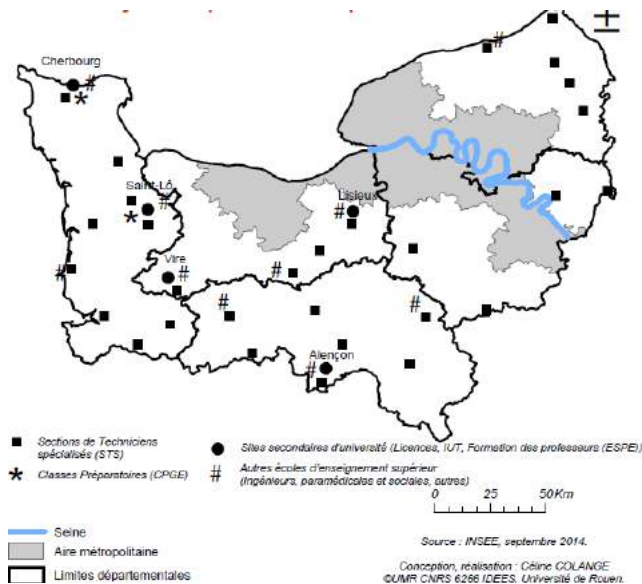 Cherbourg
Saint-Lô
Lisieux
Vire
Alençon
Sections de Techniciens
spécialisés (STS)
Classes Préparatoires (CPGE)
Sites secondaires d'université (Licences, IUT, Formation des professeurs (ESPE))
Autres écoles d'enseignement supérieur
(Ingénieurs, paramédicales et sociales, autres)
0 25 50 Km
Seine
Aire métropolitaine
Limites départementales
Source : INSEE, septembre 2014.
Conception, réalisation : Céline COLANGE
©UMR CNRS 6266 IDEES, Université de Rouen.